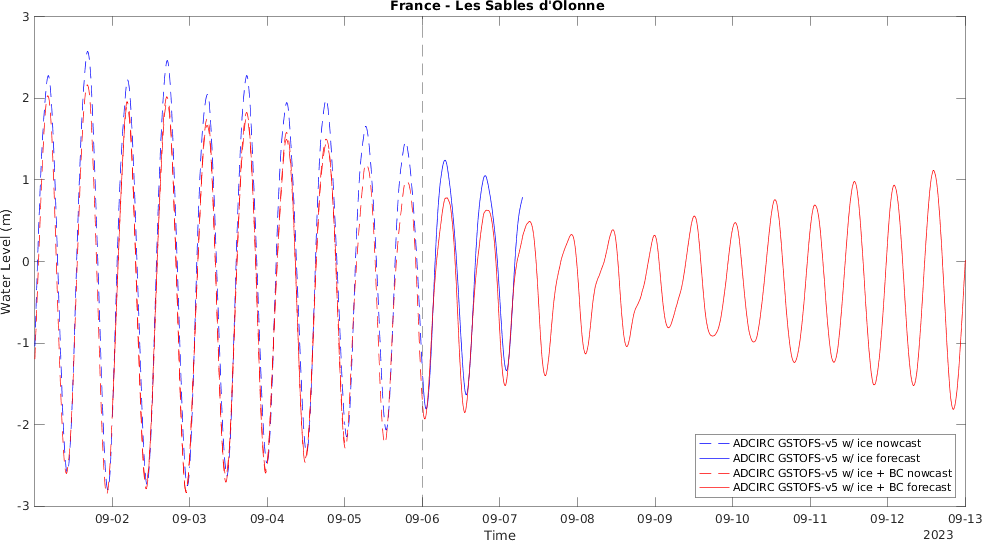 France - Les Sables d'Olonne
3
2
1
0
-1
-2
-3
Water Level (m)
ADCIRC GSTOFS-v5 w/ ice nowcast
ADCIRC GSTOFS-v5 w/ ice forecast
ADCIRC GSTOFS-v5 w/ ice + BC nowcast
ADCIRC GSTOFS-v5 w/ ice + BC forecast
09-02 09-03 09-04 09-05 09-06 09-07 09-08 09-09 09-10 09-11 09-12 09-13
Time
2023